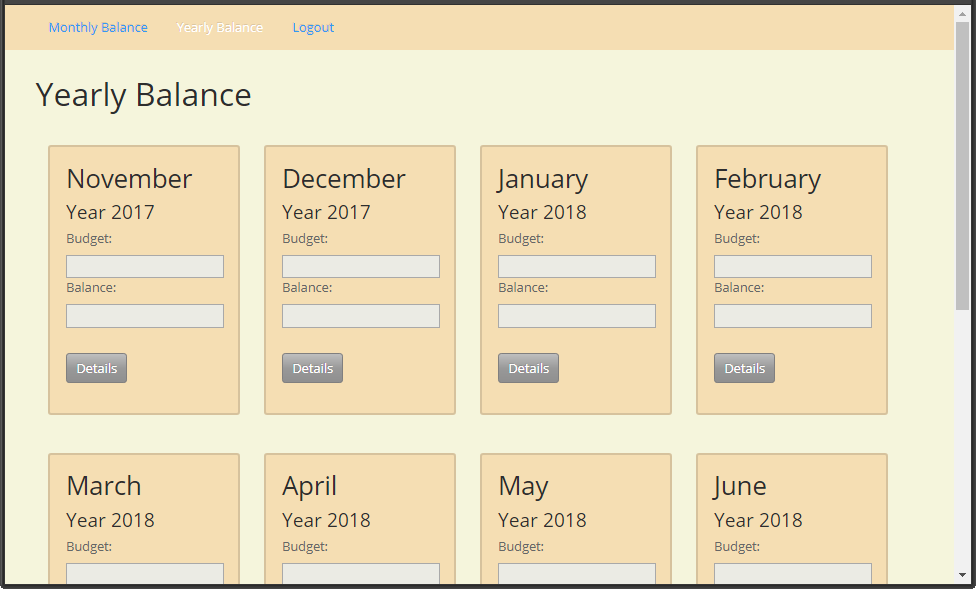 Monthly Balance Yearly Balance Logout
Yearly Balance
November
Year 2017
Budget:
Balance:
Details
December
Year 2017
Budget:
Balance:
Details
January
Year 2018
Budget:
Balance:
Details
February
Year 2018
Budget:
Balance:
Details
March
Year 2018
Budget:
April
Year 2018
Budget:
May
Year 2018
Budget:
June
Year 2018
Budget: